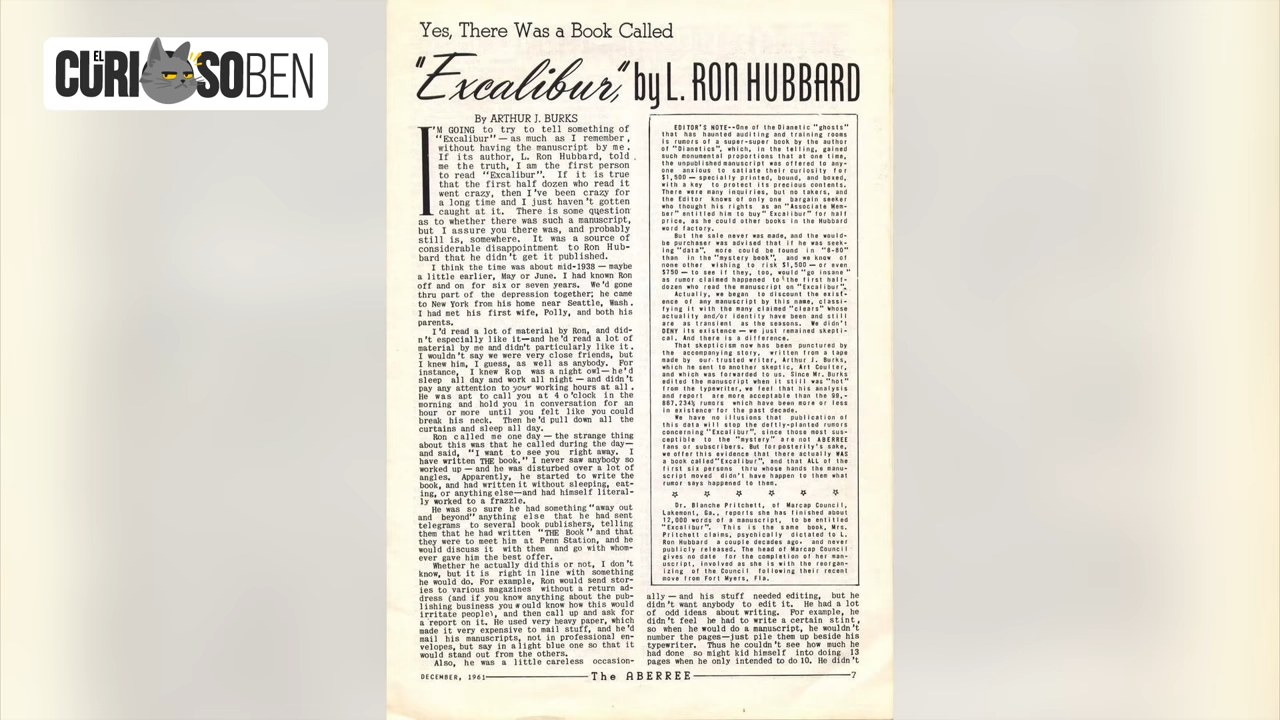 EL
CURIOSOBEN
Yes, There Was a Book Called
"Excalibur," by L. RON HUBBARD
By ARTHUR J. BURKS
I'M GOING to try to tell something of
"Excalibur" — as much as I remember,
without having the manuscript by me.
If its author, L. Ron Hubbard, told
me the truth, I am the first person
to read "Excalibur". If it is true
that the first half dozen who read it
went crazy, then I've been crazy for
a long time and I just haven't gotten
caught at it. There is some question
as to whether there was such a manuscript,
but I assure you there was, and probably
still is, somewhere. It was a source of
considerable disappointment to Ron Hub-
bard that he didn't get it published.
I think the time was about mid-1938 — maybe
a little earlier, May or June. I had known Ron
off and on for six or seven years. We'd gone
thru part of the depression together; he came
to New York from his home near Seattle, Wash.
I had met his first wife, Polly, and both his
parents.
I'd read a lot of material by Ron, and did-
n't especially like it—and he'd read a lot of
material by me and didn't particularly like it.
I wouldn't say we were very close friends, but
I knew him, I guess, as well as anybody. For
instance, I knew Ron was a night owl—he'd
sleep all day and work all night — and didn't
pay any attention to your working hours at all.
He was apt to call you at 4 o'clock in the
morning and hold you in conversation for an
hour or more until you felt like you could
break his neck. Then he'd pull down all the
curtains and sleep all day.
Ron called me one day — the strange thing
about this was that he called during the day—
and said, "I want to see you right away. I
have written THE book." I never saw anybody so
worked up — and he was disturbed over a lot of
angles. Apparently, he started to write the
book, and had written it without sleeping, eat-
ing, or anything else—and had himself literal-
ly worked to a frazzle.
He was so sure he had something "away out
and beyond" anything else that he had sent
telegrams to several book publishers, telling
them that he had written "THE Book" and that
they were to meet him at Penn Station, and he
would discuss it with them and go with whom-
ever gave him the best offer.
Whether he actually did this or not, I don't
know, but it is right in line with something
he would do. For example, Ron would send stor-
ies to various magazines without a return ad-
dress (and if you know anything about the pub-
lishing business you would know how this would
irritate people), and then call up and ask for
a report on it. He used very heavy paper, which
made it very expensive to mail stuff, and he'd
mail his manuscripts, not in professional en-
velopes, but say in a light blue one so that it
would stand out from the others.
Also, he was a little careless occasion-
EDITOR'S NOTE--One of the Dianetic "ghosts"
that has haunted auditing and training rooms
is rumors of a super-super book by the author
of "Dianetics", which, in the telling, gained
such monumental proportions that at one time,
the unpublished manuscript was offered to any-
one anxious to satiate their curiosity for
$1,500 — specially printed, bound, and boxed,
with a key to protect its precious contents.
There were many inquiries, but no takers, and
the Editor knows of only one bargain seeker
who thought his rights as an "Associate Mem-
ber" entitled him to buy "Excalibur" for half
price, as he could other books in the Hubbard
word factory.
But the sale never was made, and the would-
be purchaser was advised that if he was seek-
ing "data", more could be found in "8-80"
than in the "mystery book", and we know of
none other wishing to risk $1,500 — or even
$750 — to see if they, too, would "go insane"
as rumor claimed happened to the first half-
dozen who read the manuscript on "Excalibur".
Actually, we began to discount the exist-
ence of any manuscript by this name, classi-
fying it with the many claimed "clears" whose
actuality and/or identity have been and still
are as transient as the seasons. We didn't
DENY its existence — we just remained skepti-
cal. And there is a difference.
That skepticism now has been punctured by
the accompanying story, written from a tape
made by our trusted writer, Arthur J. Burks,
which he sent to another skeptic, Art Coulter,
and which was forwarded to us. Since Mr. Burks
edited the manuscript when it still was "hot"
from the typewriter, we feel that his analysis
and report are more acceptable than the 99,-
867,234½ rumors which have been more or less
in existence for the past decade.
We have no illusions that publication of
this data will stop the deftly-planted rumors
concerning "Excalibur", since those most sus-
ceptible to the "mystery" are not ABERREE
fans or subscribers. But for posterity's sake,
we offer this evidence that there actually WAS
a book called "Excalibur", and that ALL of the
first six persons thru whose hands the manu-
script moved didn't have happen to them what
rumor says happened to them.
☆ ☆ ☆ ☆ ☆ ☆
Dr. Blanche Pritchett, of Marcap Council,
Lakemont, Ga., reports she has finished about
12,000 words of a manuscript, to be entitled
"Excalibur". This is the same book, Mrs.
Pritchett claims, psychically dictated to L.
Ron Hubbard a couple decades ago, and never
publicly released. The head of Marcap Council
gives no date for the completion of her man-
uscript, involved as she is with the reorgan-
izing of the Council following their recent
move from Fort Myers, Fla.
ally — and his stuff needed editing, but he
didn't want anybody to edit it. He had a lot
of odd ideas about writing. For example, he
didn't feel he had to write a certain stint,
so when he would do a manuscript, he wouldn't
number the pages—just pile them up beside his
typewriter. Thus he couldn't see how much he
had done so might kid himself into doing 13
pages when he only intended to do 10. He didn't
DECEMBER, 1961 The ABERREE 7